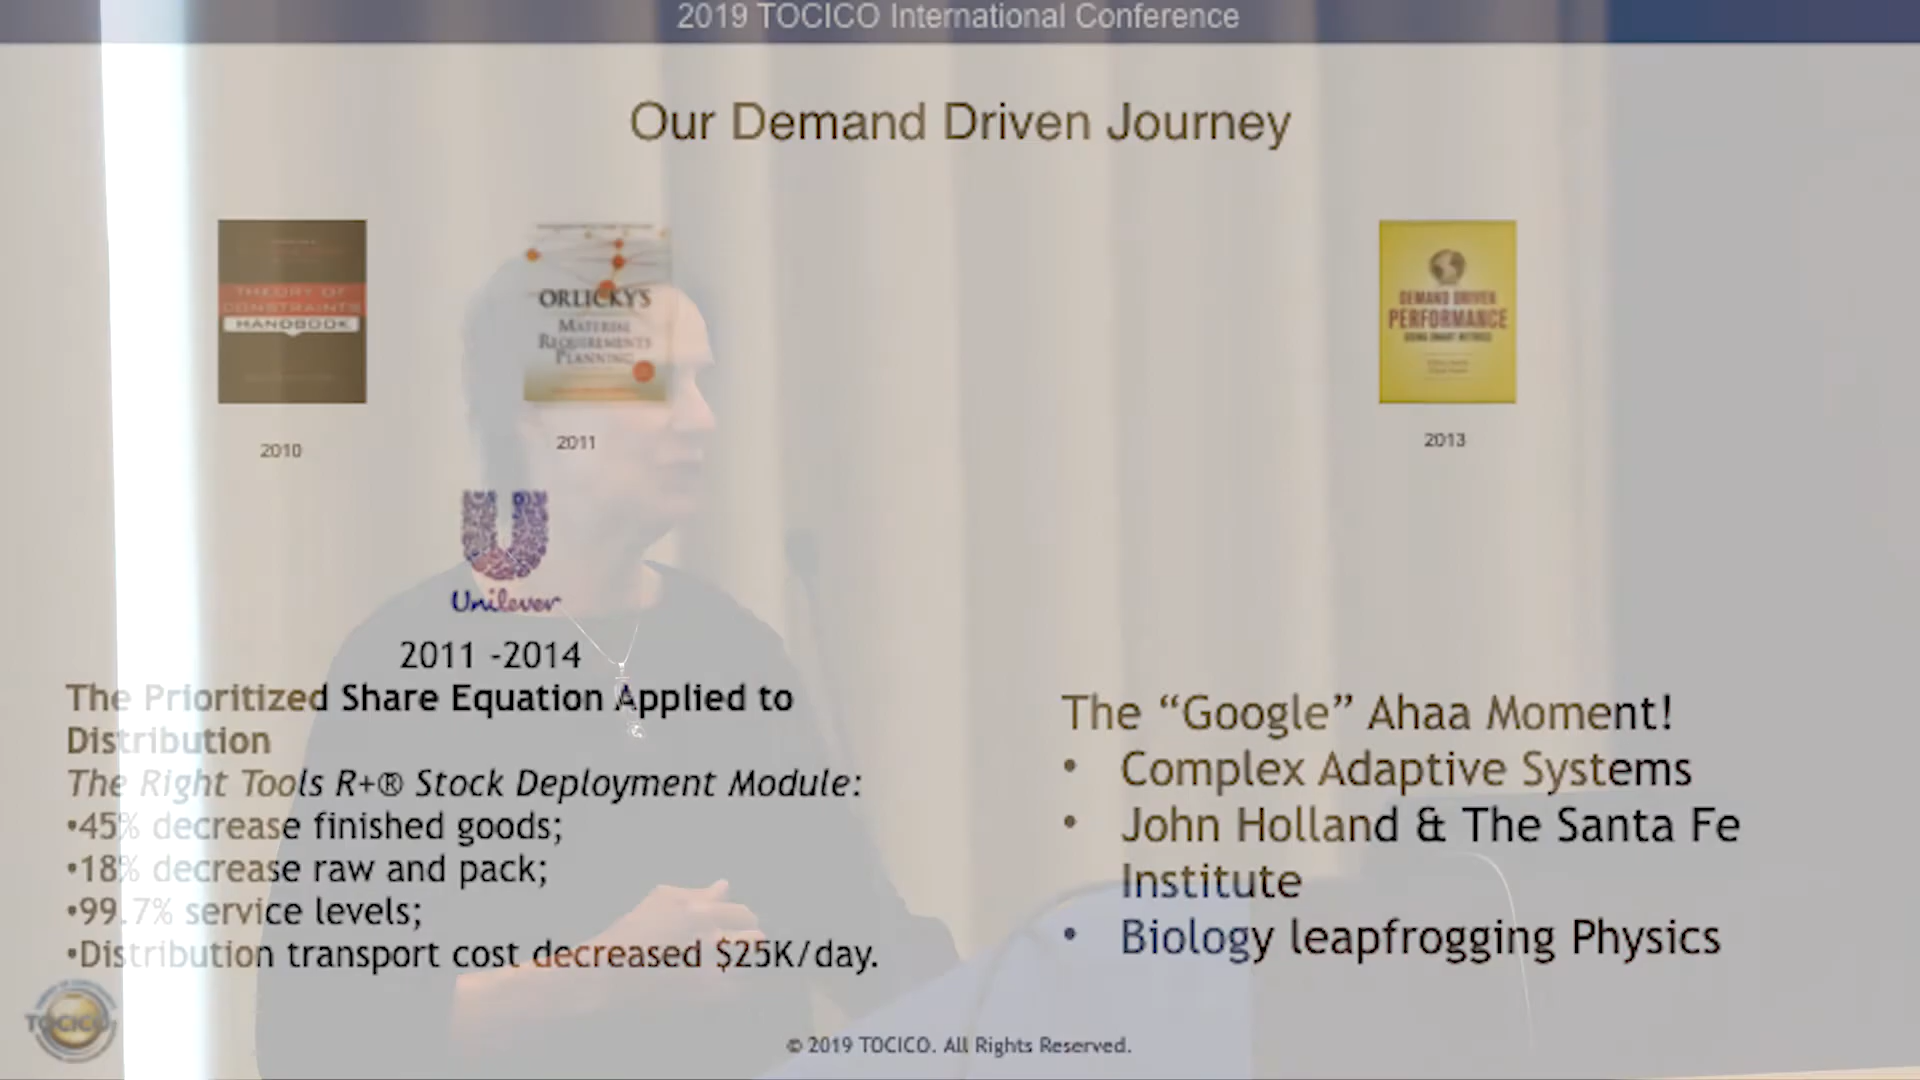 2019 TOCICO International Conference
Our Demand Driven Journey
THEORY OF
CONSTRAINTS
HANDBOOK
2010
ORLICKY'S
MATERIAL
REQUIREMENTS
PLANNING
2011
DEMAND DRIVEN
PERFORMANCE
USING SMART METRICS
2013
Unilever
2011 -2014
The Prioritized Share Equation Applied to
Distribution
The Right Tools R+® Stock Deployment Module:
•45% decrease finished goods;
•18% decrease raw and pack;
•99.7% service levels;
•Distribution transport cost decreased $25K/day.
The “Google” Ahaa Moment!
• Complex Adaptive Systems
• John Holland & The Santa Fe
Institute
• Biology leapfrogging Physics
TOCICO
© 2019 TOCICO. All Rights Reserved.